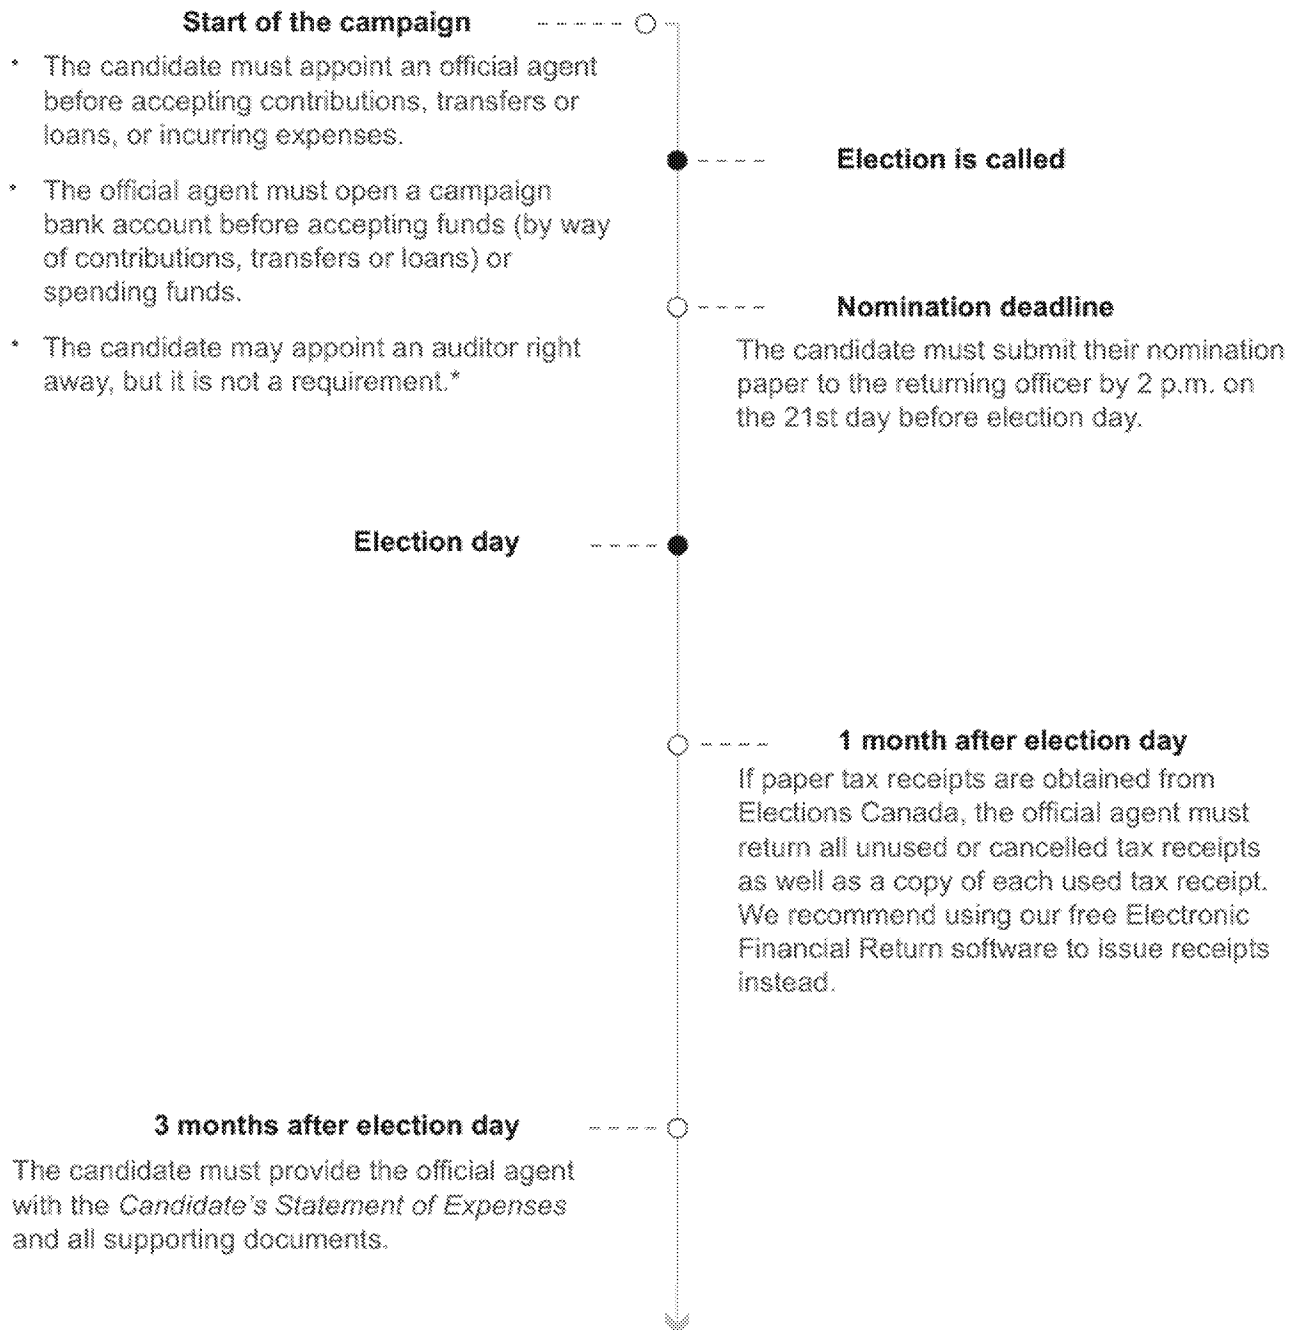 Start of the campaign
• The candidate must appoint an official agent
before accepting contributions, transfers or
loans, or incurring expenses.
Election is called
• The official agent must open a campaign
bank account before accepting funds (by way
of contributions, transfers or loans) or
spending funds.
Nomination deadline
• The candidate may appoint an auditor right
away, but it is not a requirement.*
The candidate must submit their nomination
paper to the returning officer by 2 p.m. on
the 21st day before election day.
Election day
1 month after election day
If paper tax receipts are obtained from
Elections Canada, the official agent must
return all unused or cancelled tax receipts
as well as a copy of each used tax receipt.
We recommend using our free Electronic
Financial Return software to issue receipts
instead.
3 months after election day
The candidate must provide the official agent
with the Candidate's Statement of Expenses
and all supporting documents.